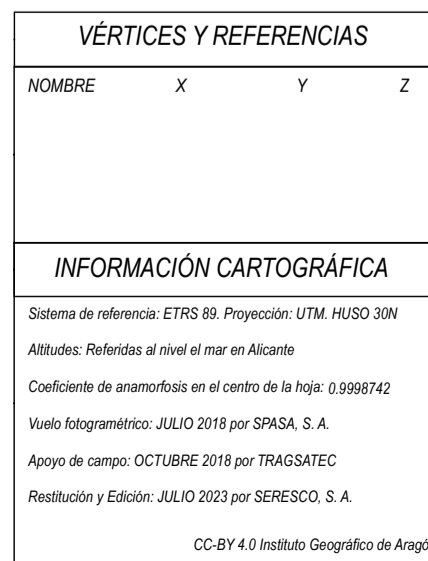 VÉRTICES Y REFERENCIAS
NOMBRE X Y Z
INFORMACIÓN CARTOGRÁFICA
Sistema de referencia: ETRS 89. Proyección: UTM. HUSO 30N
Altitudes: Referidas al nivel el mar en Alicante
Coeficiente de anamorfosis en el centro de la hoja: 0.9998742
Vuelo fotogramétrico: JULIO 2018 por SPASA, S. A.
Apoyo de campo: OCTUBRE 2018 por TRAGSATEC
Restitución y Edición: JULIO 2023 por SERESCO, S. A.
CC-BY 4.0 Instituto Geográfico de Aragó